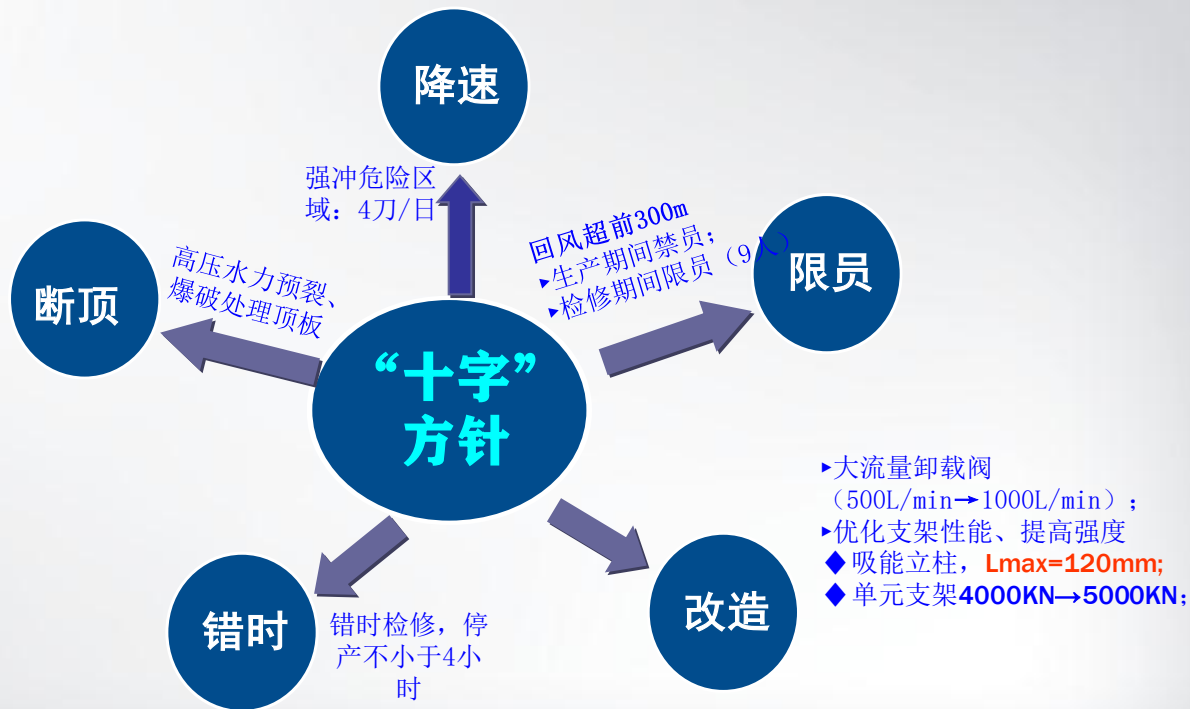 降速
强冲危险区
域：4刀/日
回风超前300m
▸生产期间禁员；
▸检修期间限员（9人）
限员
高压水力预裂、
爆破处理顶板
断顶
“十字”
方针
▸大流量卸载阀
（500L/min→1000L/min）；
▸优化支架性能、提高强度
◆吸能立柱，Lmax=120mm;
◆单元支架4000KN→5000KN；
改造
错时
错时检修，停
产不小于4小
时